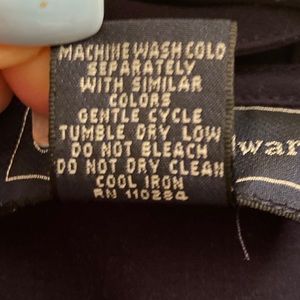 MACHINE WASH COLD
SEPARATELY
WITH SIMILAR
COLORS
GENTLE CYCLE
TUMBLE DRY LOW
DO NOT BLEACH
DO NOT DRY CLEAN
COOL IRON
RN 110284
war